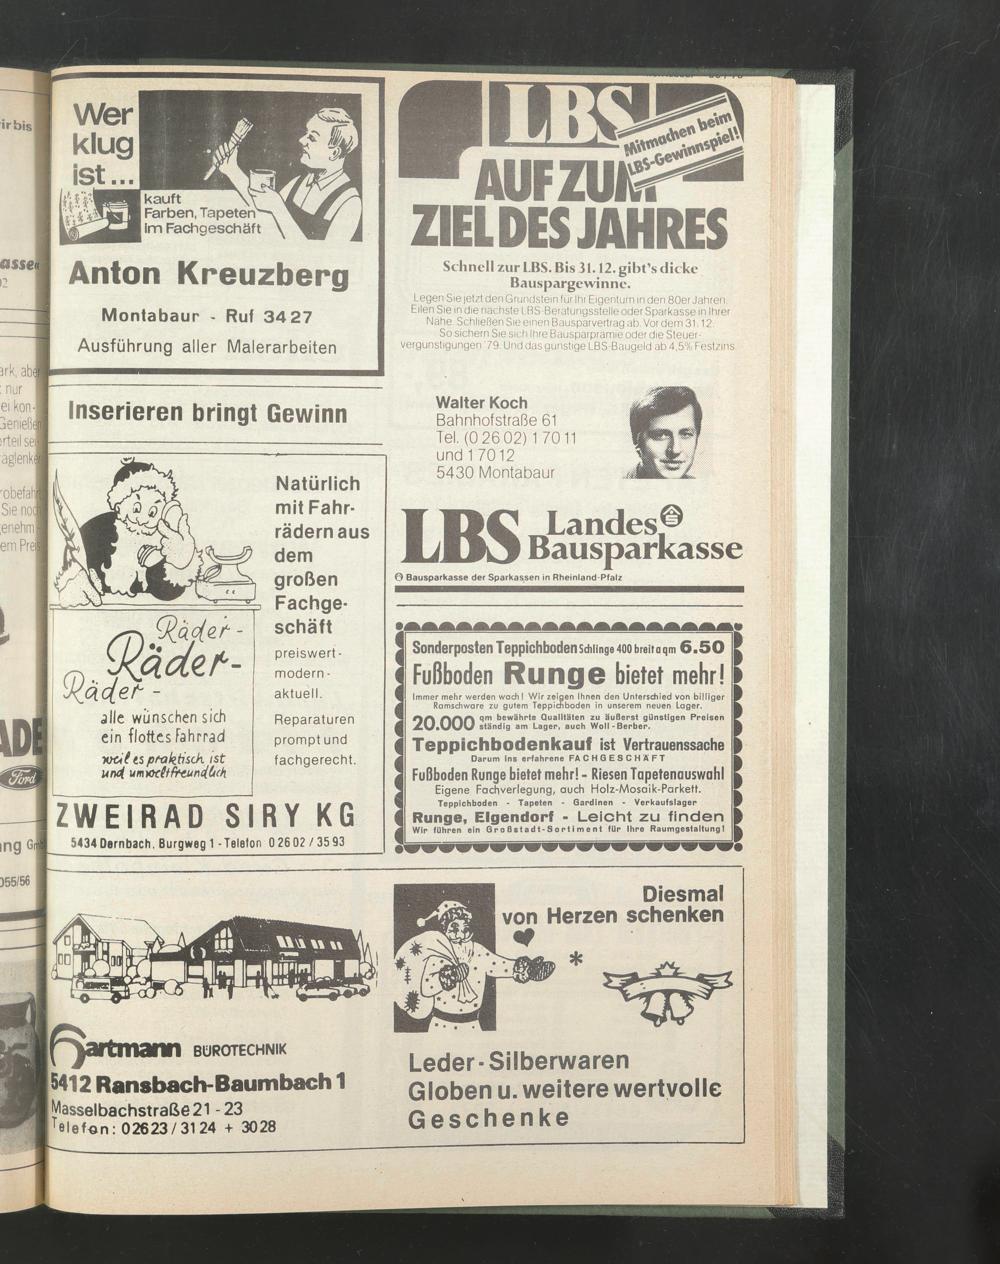 Wer
klug
ist...
kauft
Farben, Tapeten
im Fachgeschäft
Anton Kreuzberg
Montabaur - Ruf 3427
Ausführung aller Malerarbeiten
Inserieren bringt Gewinn
Natürlich
mit Fahr-
rädern aus
dem
großen
Fachge-
schäft
preiswert-
modern-
aktuell.
Reparaturen
prompt und
fachgerecht.
Räder-
Räder-
Räder-
alle wünschen sich
ein flottes Fahrrad
weil es praktisch ist
und umweltfreundlich
ZWEIRAD SIRY KG
5434 Dernbach, Burgweg 1 - Telefon 02602/3593
LBS
Mitmachen beim
LBS-Gewinnspiel!
AUF ZUM
ZIEL DES JAHRES
Schnell zur LBS. Bis 31.12. gibt's dicke
Bauspargewinne.
Legen Sie jetzt den Grundstein für Ihr Eigentum in den 80er Jahren.
Eilen Sie in die nächste LBS-Beratungsstelle oder Sparkasse in Ihrer
Nähe. Schließen Sie einen Bausparvertrag ab. Vor dem 31.12.
So sichern Sie sich Ihre Bausparprämie oder die Steuer-
vergünstigungen '79. Und das günstige LBS-Baugeld ab 4,5% Festzins.
Walter Koch
Bahnhofstraße 61
Tel. (0 26 02) 1 70 11
und 1 70 12
5430 Montabaur
LBS Landes
Bausparkasse
Bausparkasse der Sparkassen in Rheinland-Pfalz
Sonderposten Teppichboden Schlinge 400 breit a qm 6.50
Fußboden Runge bietet mehr!
Immer mehr werden wach! Wir zeigen Ihnen den Unterschied von billiger
Ramschware zu gutem Teppichboden in unserem neuen Lager.
20.000 qm bewährte Qualitäten zu äußerst günstigen Preisen
ständig am Lager, auch Woll-Berber.
Teppichbodenkauf ist Vertrauenssache
Darum ins erfahrene FACHGESCHÄFT
Fußboden Runge bietet mehr! - Riesen Tapetenauswahl
Eigene Fachverlegung, auch Holz-Mosaik-Parkett.
Teppichboden - Tapeten - Gardinen - Verkaufslager
Runge, Elgendorf - Leicht zu finden
Wir führen ein Großstadt-Sortiment für Ihre Raumgestaltung!
Hartmann BÜROTECHNIK
5412 Ransbach-Baumbach 1
Masselbachstraße 21 - 23
Telefon: 02623/3124 + 3028
Diesmal
von Herzen schenken
Leder-Silberwaren
Globen u. weitere wertvolle
Geschenke
Ford